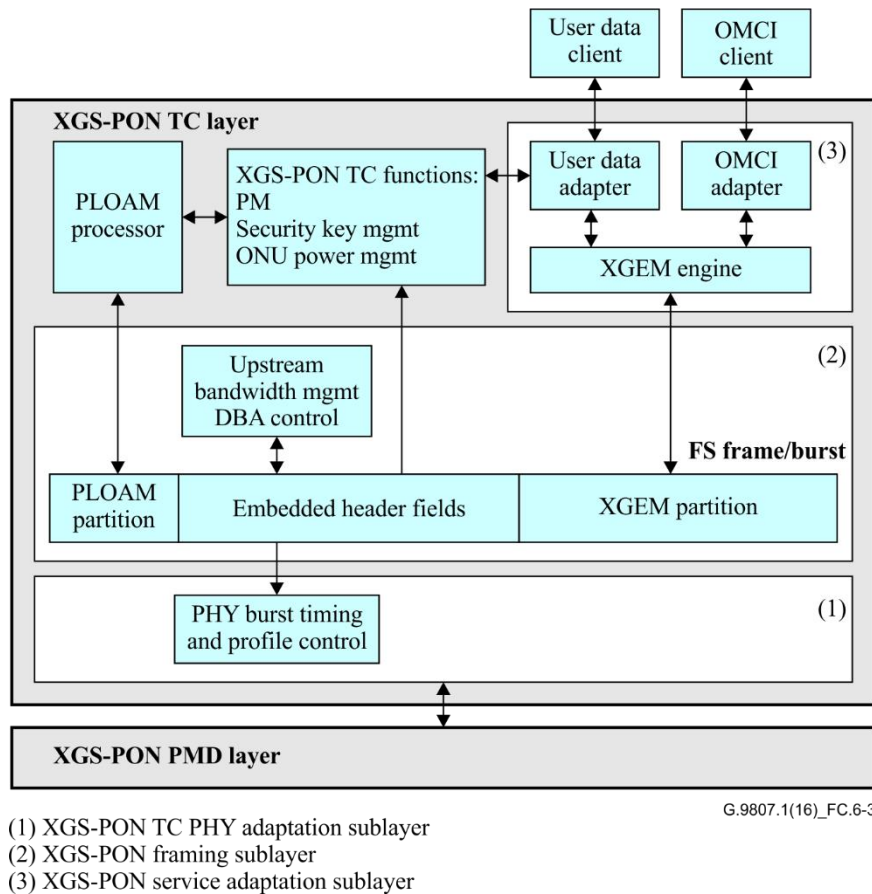 User data
client
OMCI
client
XGS-PON TC layer
(3)
PLOAM
processor
XGS-PON TC functions:
PM
Security key mgmt
ONU power mgmt
User data
adapter
OMCI
adapter
XGEM engine
(2)
Upstream
bandwidth mgmt
DBA control
FS frame/burst
PLOAM
partition
Embedded header fields
XGEM partition
(1)
PHY burst timing
and profile control
XGS-PON PMD layer
G.9807.1(16)_FC.6-3
(1) XGS-PON TC PHY adaptation sublayer
(2) XGS-PON framing sublayer
(3) XGS-PON service adaptation sublayer